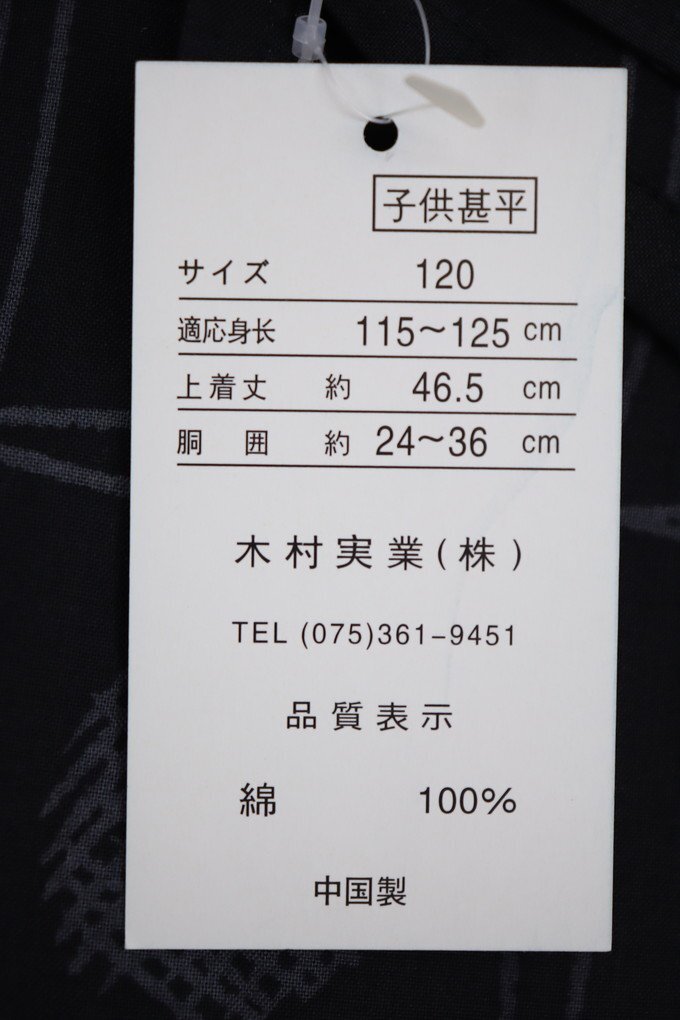 子供甚平
サイズ 120
適応身长 115〜125 cm
上着丈 約 46.5 cm
胴囲 約 24〜36 cm
木村実業(株)
TEL (075)361-9451
品質表示
綿 100%
中国製